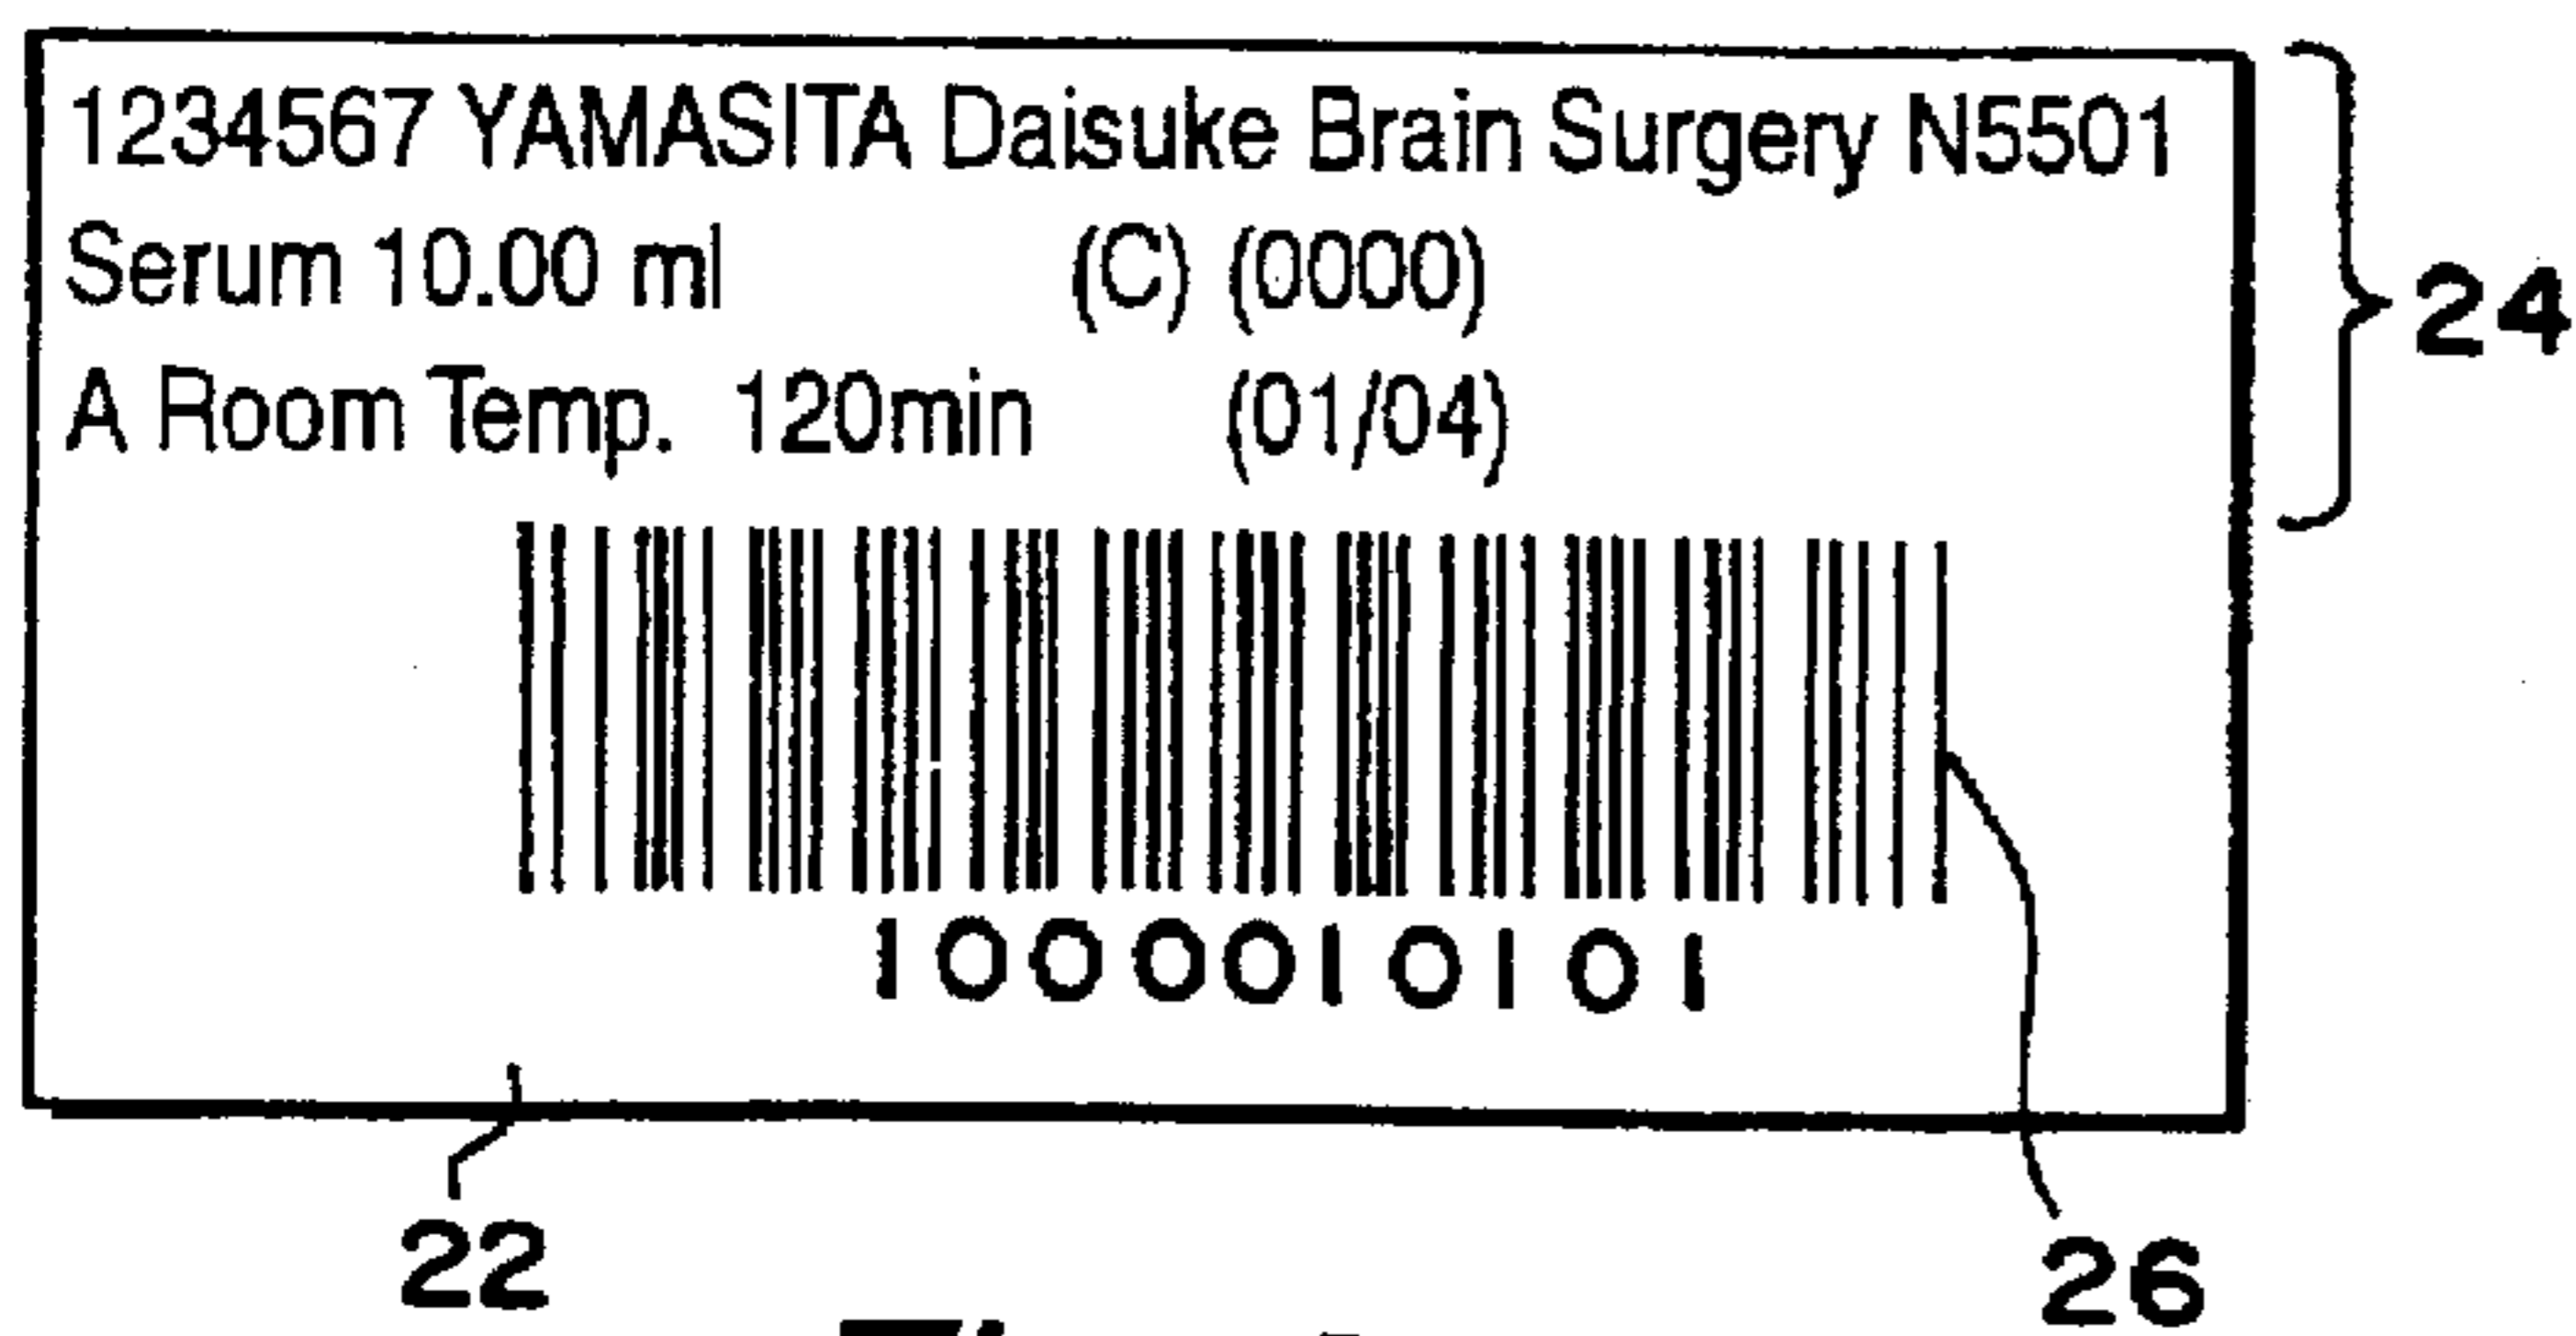 1234567 YAMASITA Daisuke Brain Surgery N5501
Serum 10.00 ml (C) (0000)
A Room Temp. 120min (01/04)
24
1000010101
22
26